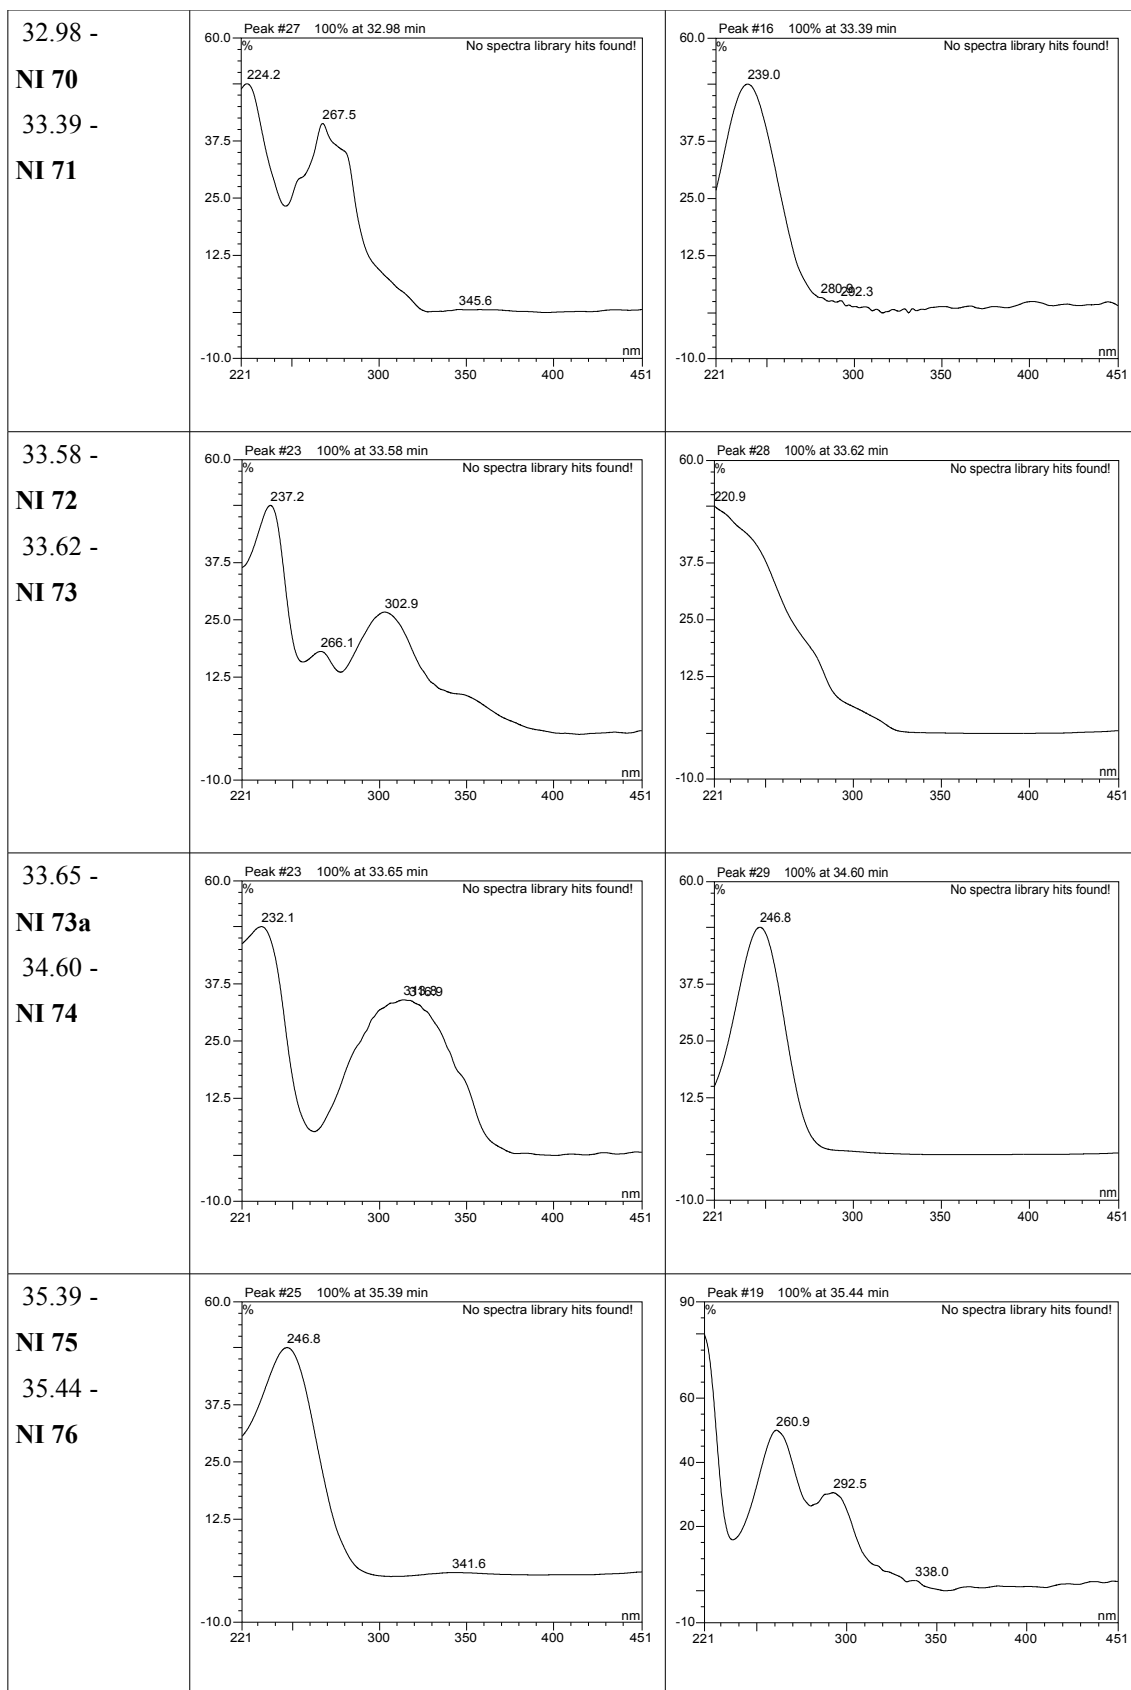 32.98 -
NI 70
33.39 -
NI 71
Peak #27 100% at 32.98 min
60.0
%
No spectra library hits found!
224.2
267.5
37.5
25.0
12.5
345.6
nm
-10.0
221 300 350 400 451
Peak #16 100% at 33.39 min
60.0
%
No spectra library hits found!
239.0
37.5
25.0
12.5
292.3
nm
-10.0
221 300 350 400 451
33.58 -
NI 72
33.62 -
NI 73
Peak #23 100% at 33.58 min
60.0
%
No spectra library hits found!
237.2
37.5
302.9
25.0
266.1
12.5
nm
-10.0
221 300 350 400 451
Peak #28 100% at 33.62 min
60.0
%
No spectra library hits found!
220.9
37.5
25.0
12.5
nm
-10.0
221 300 350 400 451
33.65 -
NI 73a
34.60 -
NI 74
Peak #23 100% at 33.65 min
60.0
%
No spectra library hits found!
232.1
37.5
316.9
25.0
12.5
nm
-10.0
221 300 350 400 451
Peak #29 100% at 34.60 min
60.0
%
No spectra library hits found!
246.8
37.5
25.0
12.5
nm
-10.0
221 300 350 400 451
35.39 -
NI 75
35.44 -
NI 76
Peak #25 100% at 35.39 min
60.0
%
No spectra library hits found!
246.8
37.5
25.0
12.5
341.6
nm
-10.0
221 300 350 400 451
Peak #19 100% at 35.44 min
90
%
No spectra library hits found!
60
260.9
40
292.5
20
338.0
nm
-10
221 300 400 451